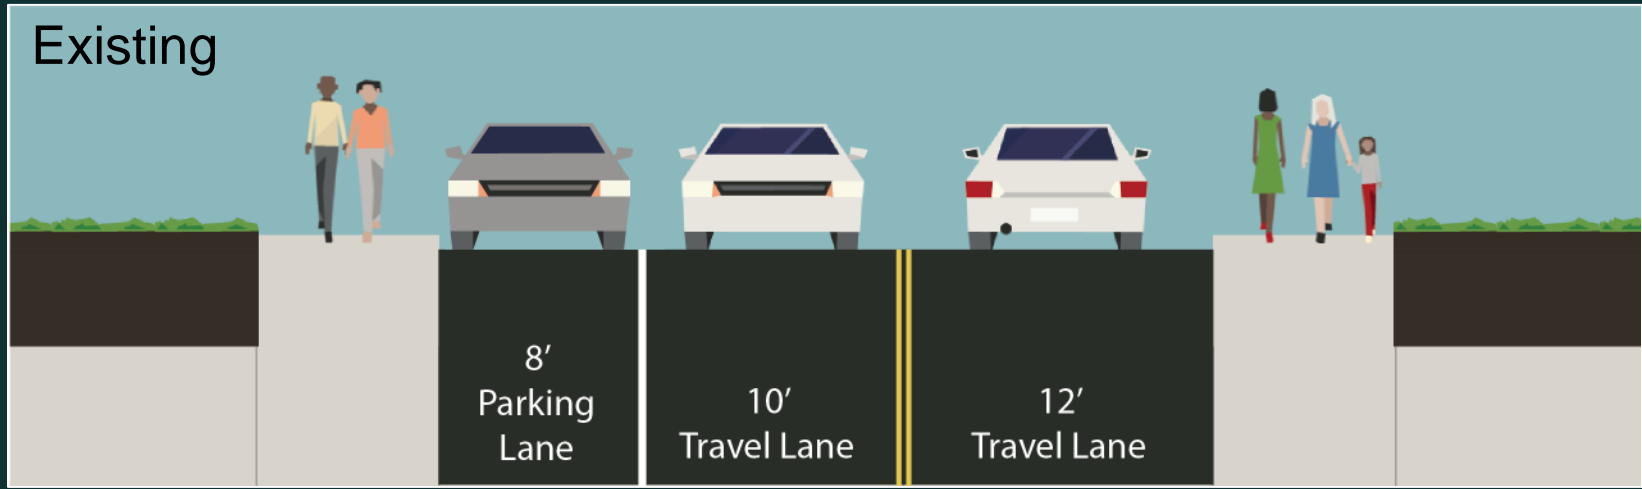 Existing
8′
Parking
Lane
10′
Travel Lane
12′
Travel Lane